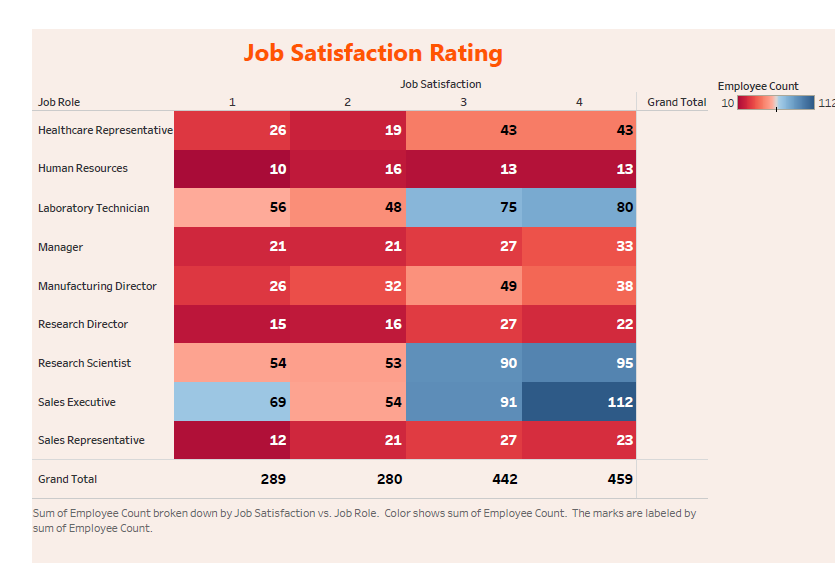 Job Satisfaction Rating
Job Satisfaction
Employee Count
Job Role 1 2 3 4 Grand Total
10 112
Healthcare Representative 26 19 43 43
Human Resources 10 16 13 13
Laboratory Technician 56 48 75 80
Manager 21 21 27 33
Manufacturing Director 26 32 49 38
Research Director 15 16 27 22
Research Scientist 54 53 90 95
Sales Executive 69 54 91 112
Sales Representative 12 21 27 23
Grand Total 289 280 442 459
Sum of Employee Count broken down by Job Satisfaction vs. Job Role. Color shows sum of Employee Count. The marks are labeled by
sum of Employee Count.